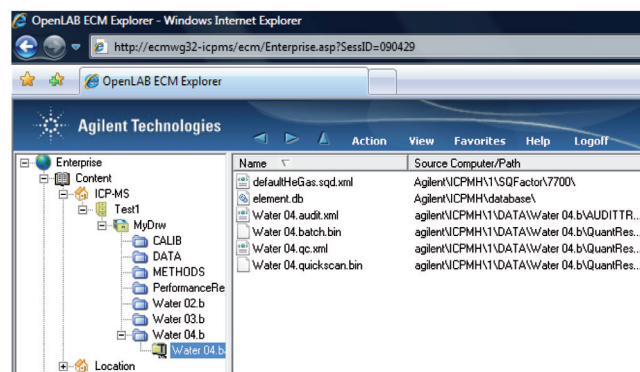 OpenLAB ECM Explorer - Windows Internet Explorer
http://ecmwg32-icpms/ecm/Enterprise.asp?SessID=090429
OpenLAB ECM Explorer
Agilent Technologies
Action View Favorites Help Logoff
Enterprise
Content
ICP-MS
Test1
MyDrw
CALIB
DATA
METHODS
PerformanceRe
Water 02.b
Water 03.b
Water 04.b
Water 04.b
Location
Name Source Computer/Path
defaultHeGas.sqd.xml Agilent\ICPMH\1\SQFactor\7700\
element.db Agilent\ICPMH\database\
Water 04.audit.xml agilent\ICPMH\1\DATA\Water 04.b\AUDITTR...
Water 04.batch.bin agilent\ICPMH\1\DATA\Water 04.b\QuantRes...
Water 04.qc.xml agilent\ICPMH\1\DATA\Water 04.b\QuantRes...
Water 04.quickscan.bin agilent\ICPMH\1\DATA\Water 04.b\QuantRes...